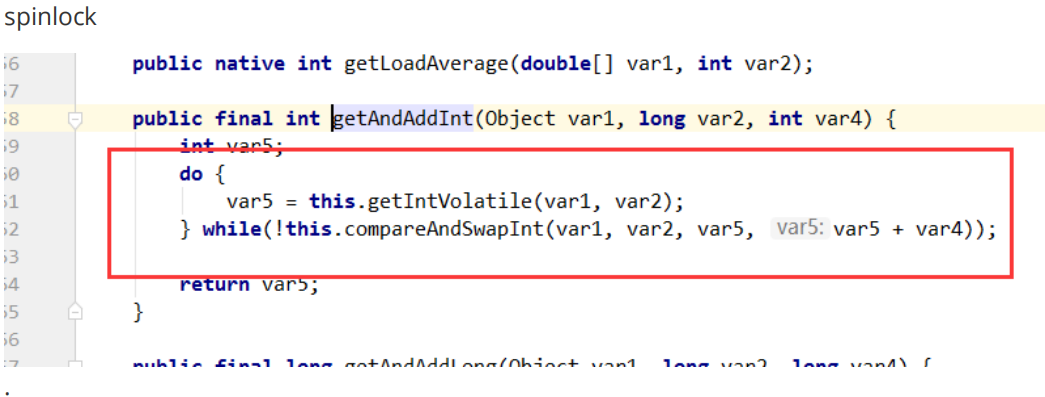 spinlock
56 public native int getLoadAverage(double[] var1, int var2);
57
58 public final int getAndAddInt(Object var1, long var2, int var4) {
59 int var5;
60 do {
61 var5 = this.getIntVolatile(var1, var2);
62 } while(!this.compareAndSwapInt(var1, var2, var5, var5: var5 + var4));
63
64 return var5;
65 }
66
67 public final long getAndAddLong(Object var1, long var2, long var4) {
.